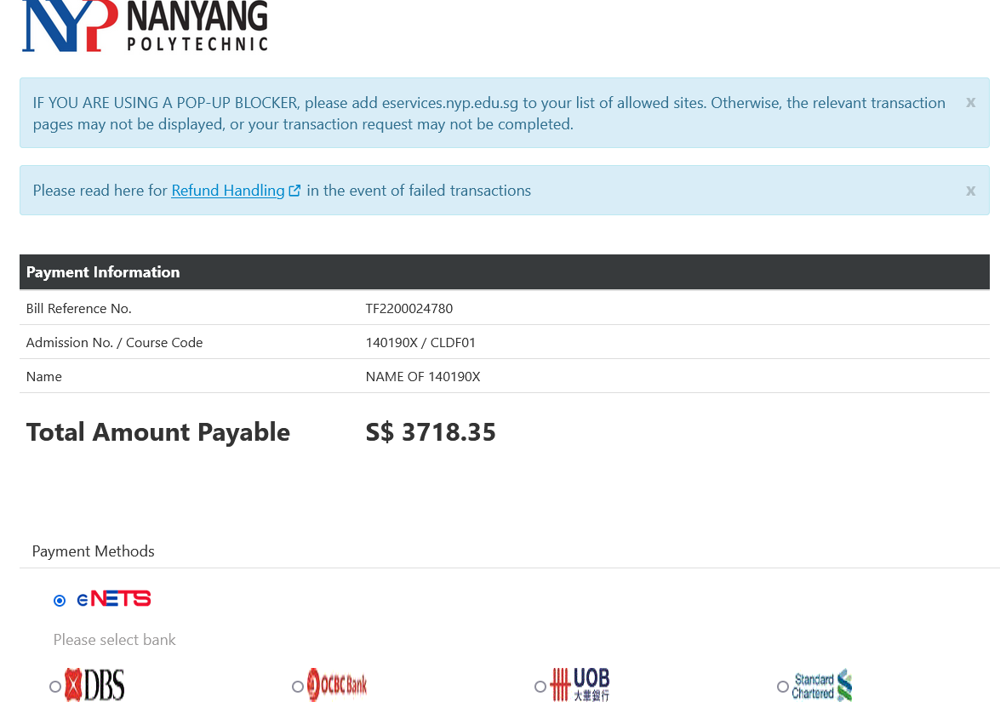 NYP NANYANG
POLYTECHNIC
IF YOU ARE USING A POP-UP BLOCKER, please add eservices.nyp.edu.sg to your list of allowed sites. Otherwise, the relevant transaction x
pages may not be displayed, or your transaction request may not be completed.
Please read here for Refund Handling in the event of failed transactions x
Payment Information
Bill Reference No. TF2200024780
Admission No. / Course Code 140190X / CLDF01
Name NAME OF 140190X
Total Amount Payable S$ 3718.35
Payment Methods
eNETS
Please select bank
DBS OCBC Bank UOB 大華銀行 Standard Chartered